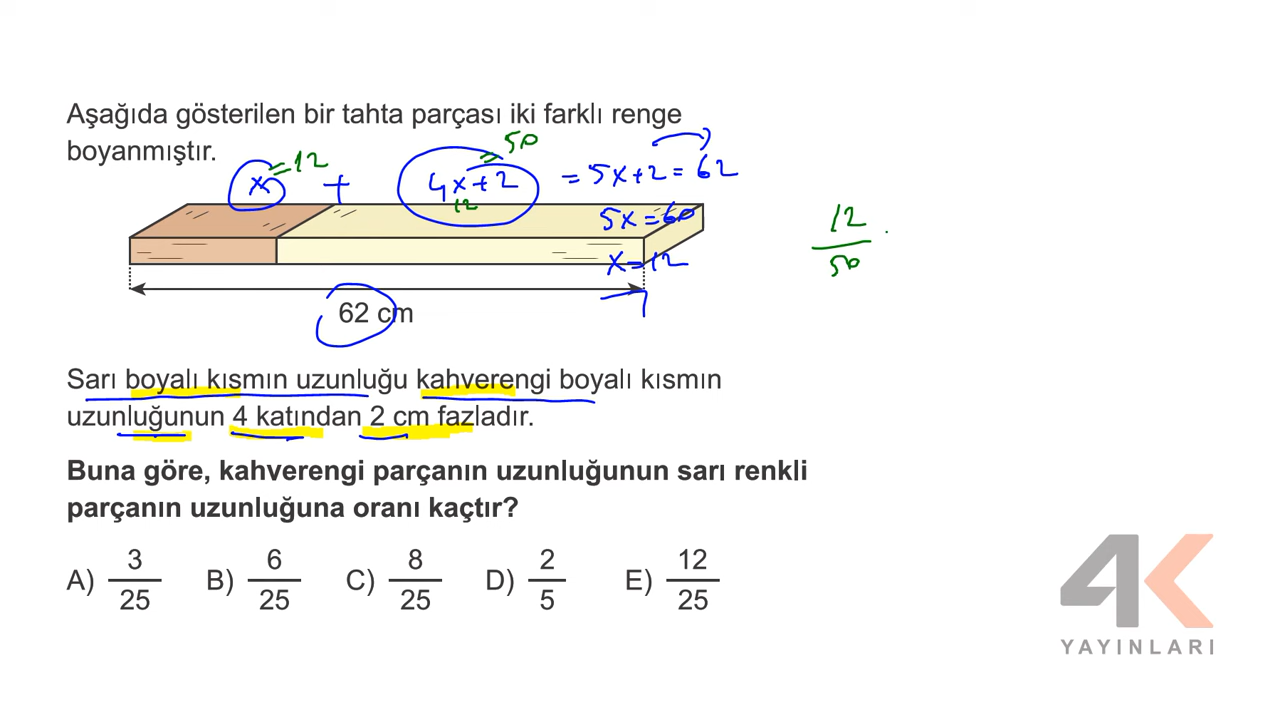 Aşağıda gösterilen bir tahta parçası iki farklı renge
boyanmıştır.
x = 12 + 4x + 2 = 50 = 5x + 2 = 62
12
5x = 60
x = 12
12
50
62 cm
Sarı boyalı kısmın uzunluğu kahverengi boyalı kısmın
uzunluğunun 4 katından 2 cm fazladır.
Buna göre, kahverengi parçanın uzunluğunun sarı renkli
parçanın uzunluğuna oranı kaçtır?
A) 3/25 B) 6/25 C) 8/25 D) 2/5 E) 12/25
4K
YAYINLARI